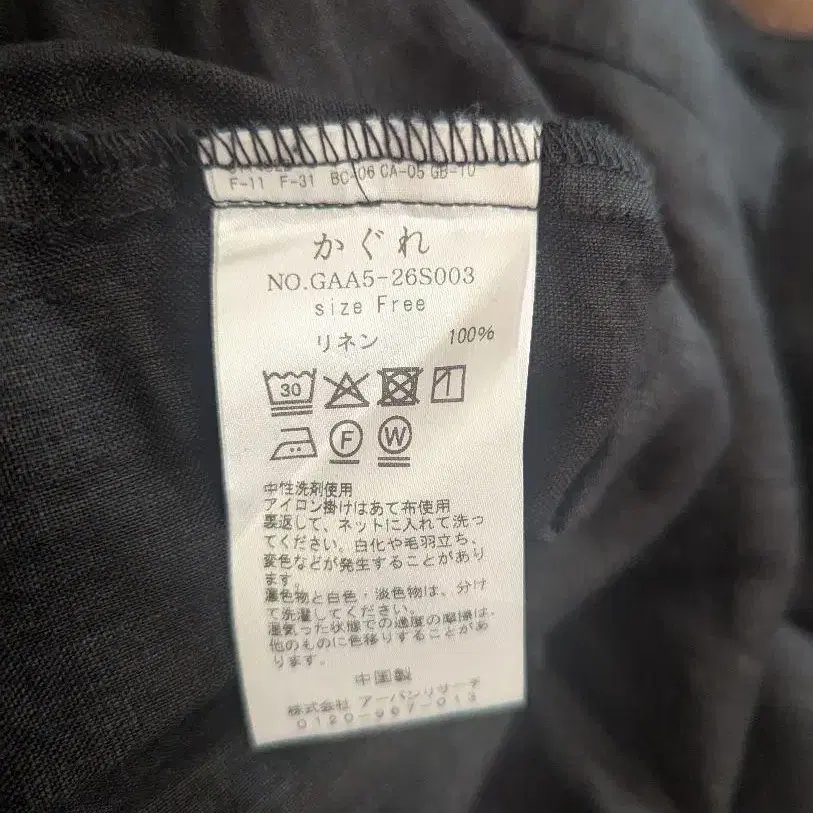 F-11 F-31 BC-06 CA-05 GB-10
かぐれ
NO.GAA5-26S003
size Free
リネン 100%
30
F W
中性洗剤使用
アイロン掛けはあて布使用
裏返して、ネットに入れて洗っ
てください。白化や毛羽立ち、
変色などが発生することがあり
ます。
濃色物と白色・淡色物は、分け
て洗濯してください。
湿気った状態での過度の摩擦は、
他のものに色移りすることがあ
ります。
中国製
株式会社 アーバンリサーチ